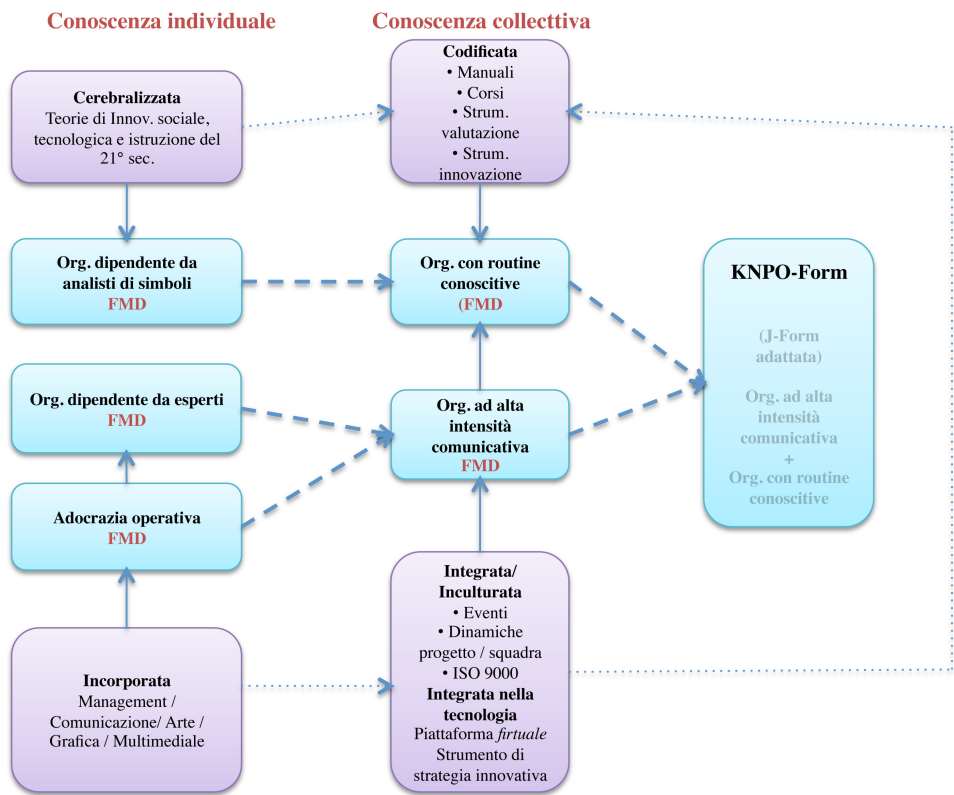 Conoscenza individuale
Conoscenza collecttiva
Cerebralizzata
Teorie di Innov. sociale,
tecnologica e istruzione del
21° sec.
Codificata
• Manuali
• Corsi
• Strum.
valutazione
• Strum.
innovazione
Org. dipendente da
analisti di simboli
FMD
Org. con routine
conoscitive
(FMD
KNPO-Form
(J-Form
adattata)
Org. ad alta
intensità
comunicativa
+
Org. con routine
conoscitive
Org. dipendente da esperti
FMD
Org. ad alta
intensità
comunicativa
FMD
Adocrazia operativa
FMD
Integrata/
Inculturata
• Eventi
• Dinamiche
progetto / squadra
• ISO 9000
Integrata nella
tecnologia
Piattaforma firtuale
Strumento di
strategia innovativa
Incorporata
Management /
Comunicazione/ Arte /
Grafica / Multimediale